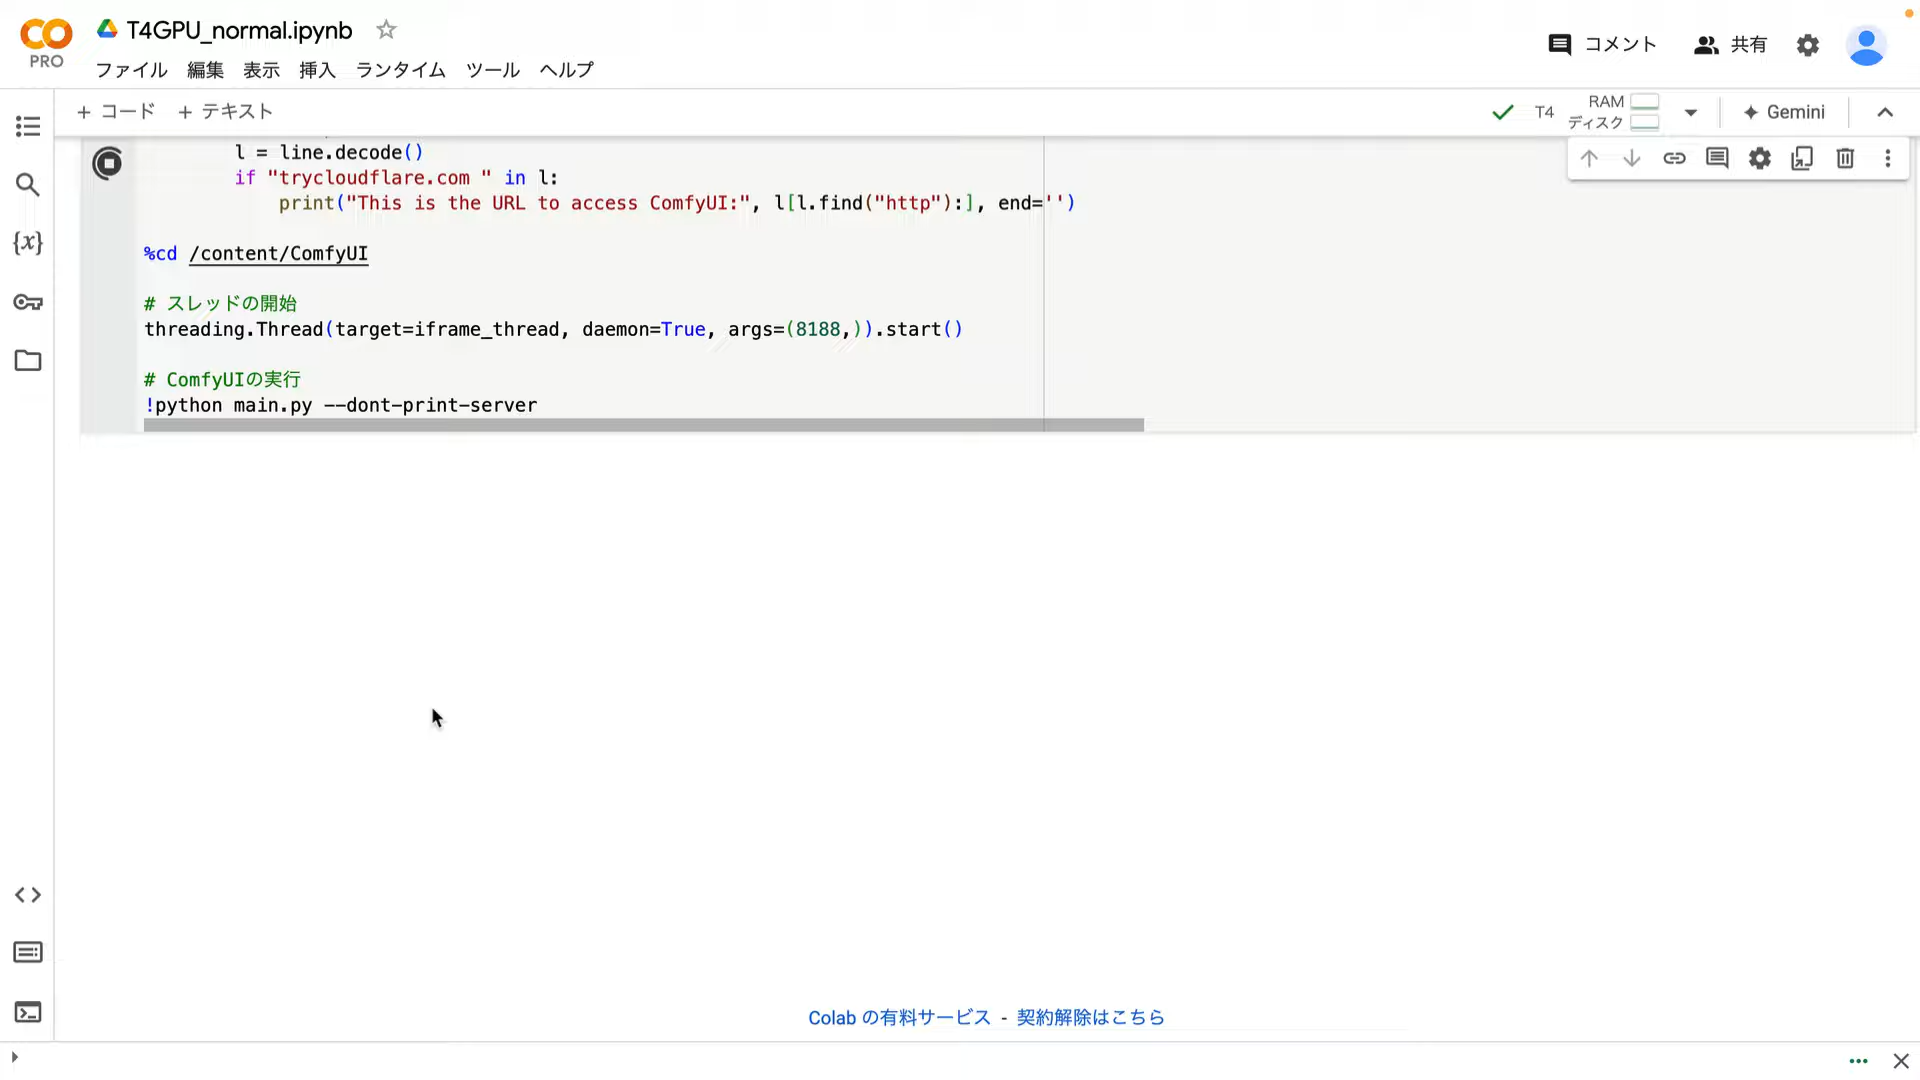 T4GPU_normal.ipynb
PRO
ファイル 編集 表示 挿入 ランタイム ツール ヘルプ
コメント 共有
+ コード + テキスト
T4 RAM ディスク Gemini
l = line.decode()
if "trycloudflare.com " in l:
print("This is the URL to access ComfyUI:", l[l.find("http"):], end='')
%cd /content/ComfyUI
# スレッドの開始
threading.Thread(target=iframe_thread, daemon=True, args=(8188,)).start()
# ComfyUIの実行
!python main.py --dont-print-server
{x}
Colab の有料サービス - 契約解除はこちら